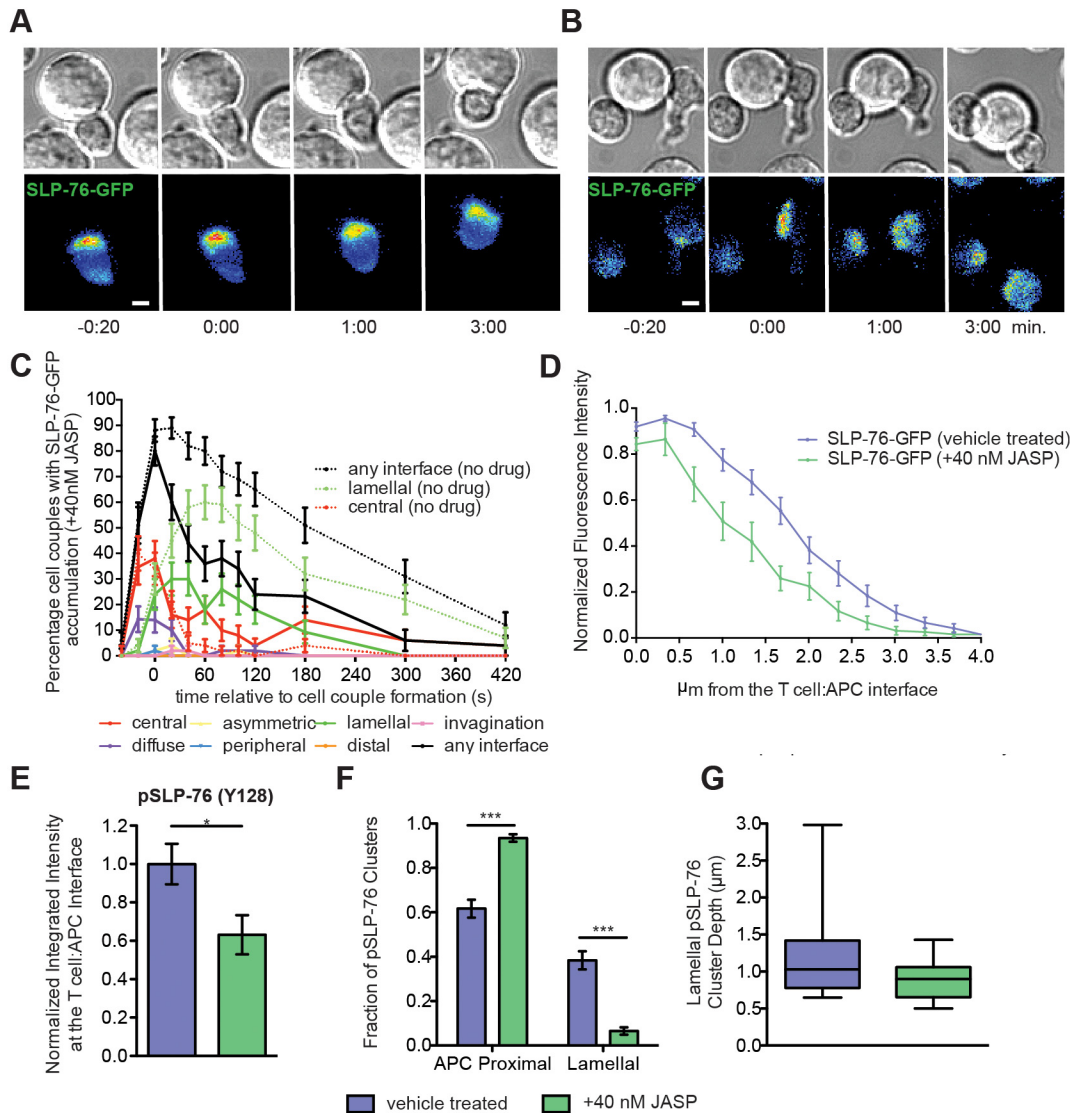 A
B
SLP-76-GFP
SLP-76-GFP
-0:20 0:00 1:00 3:00
-0:20 0:00 1:00 3:00 min.
C
Percentage cell couples with SLP-76-GFP
accumulation (+40nM JASP)
100
90
80
70
60
50
40
30
20
10
0
any interface (no drug)
lamellal (no drug)
central (no drug)
0 60 120 180 240 300 360 420
time relative to cell couple formation (s)
central asymmetric lamellal invagination
diffuse peripheral distal any interface
D
Normalized Fluorescence Intensity
1.0
0.8
0.6
0.4
0.2
0.0
SLP-76-GFP (vehicle treated)
SLP-76-GFP (+40 nM JASP)
0.0 0.5 1.0 1.5 2.0 2.5 3.0 3.5 4.0
µm from the T cell:APC interface
E
pSLP-76 (Y128)
Normalized Integrated Intensity
at the T cell:APC Interface
1.2
1.0
0.8
0.6
0.4
0.2
0.0
*
F
Fraction of pSLP-76 Clusters
1.0
0.8
0.6
0.4
0.2
0.0
***
***
APC Proximal Lamellal
G
Lamellal pSLP-76
Cluster Depth (µm)
3.0
2.5
2.0
1.5
1.0
0.5
0.0
vehicle treated +40 nM JASP